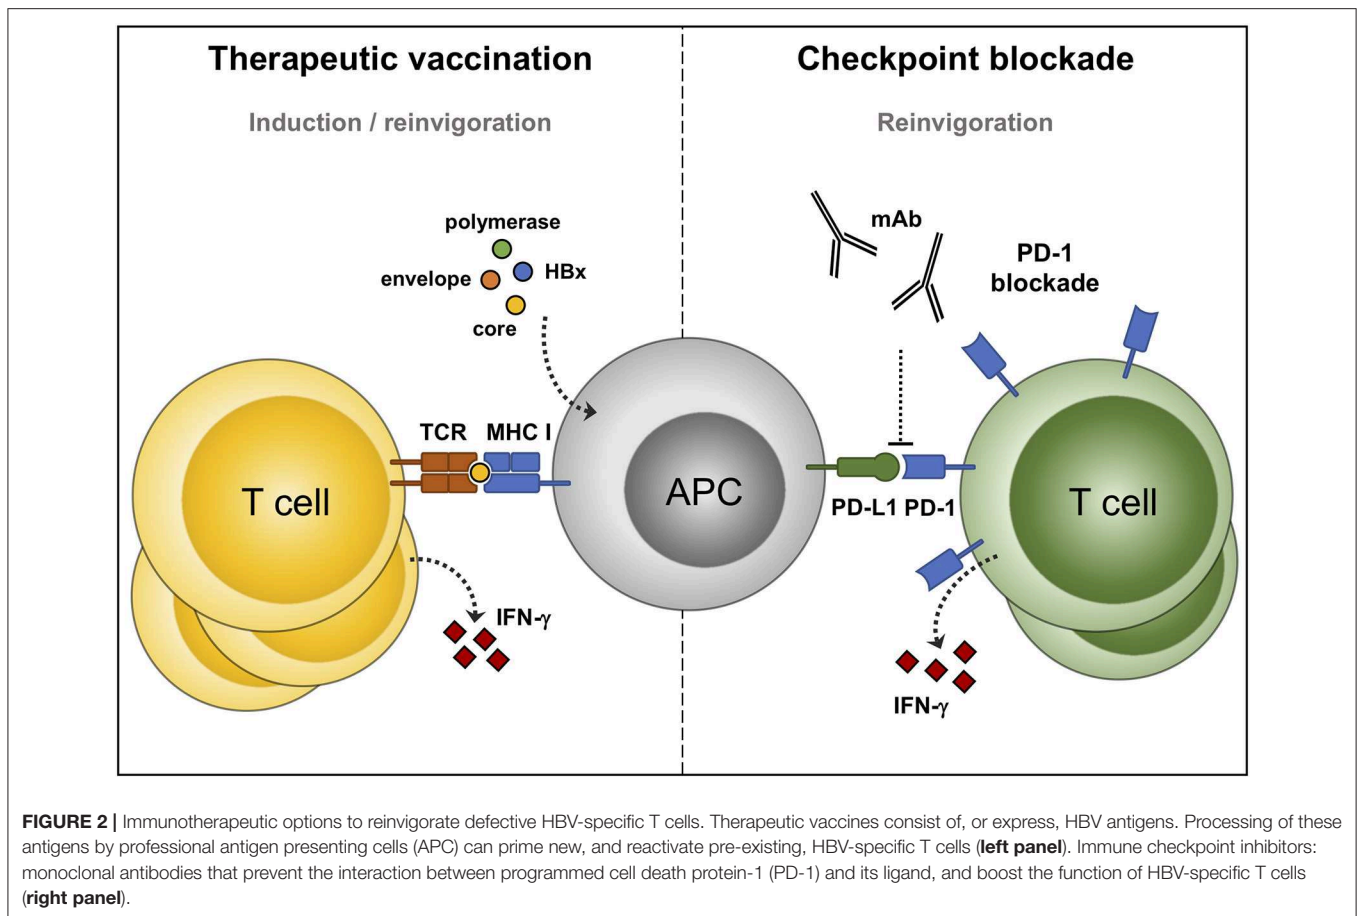 Therapeutic vaccination
Induction / reinvigoration
polymerase
envelope
HBx
core
TCR
MHC I
T cell
APC
IFN-γ
Checkpoint blockade
Reinvigoration
mAb
PD-1
blockade
PD-L1
PD-1
T cell
IFN-γ
FIGURE 2 | Immunotherapeutic options to reinvigorate defective HBV-specific T cells. Therapeutic vaccines consist of, or express, HBV antigens. Processing of these
antigens by professional antigen presenting cells (APC) can prime new, and reactivate pre-existing, HBV-specific T cells (left panel). Immune checkpoint inhibitors:
monoclonal antibodies that prevent the interaction between programmed cell death protein-1 (PD-1) and its ligand, and boost the function of HBV-specific T cells
(right panel).